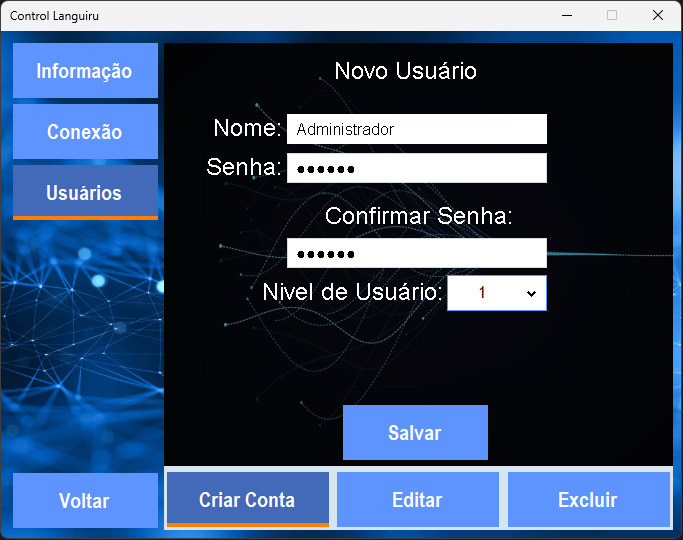 Control Languiru
Informação
Conexão
Usuários
Voltar
Novo Usuário
Nome: Administrador
Senha: ●●●●●●
Confirmar Senha:
●●●●●●
Nivel de Usuário: 1
Salvar
Criar Conta
Editar
Excluir